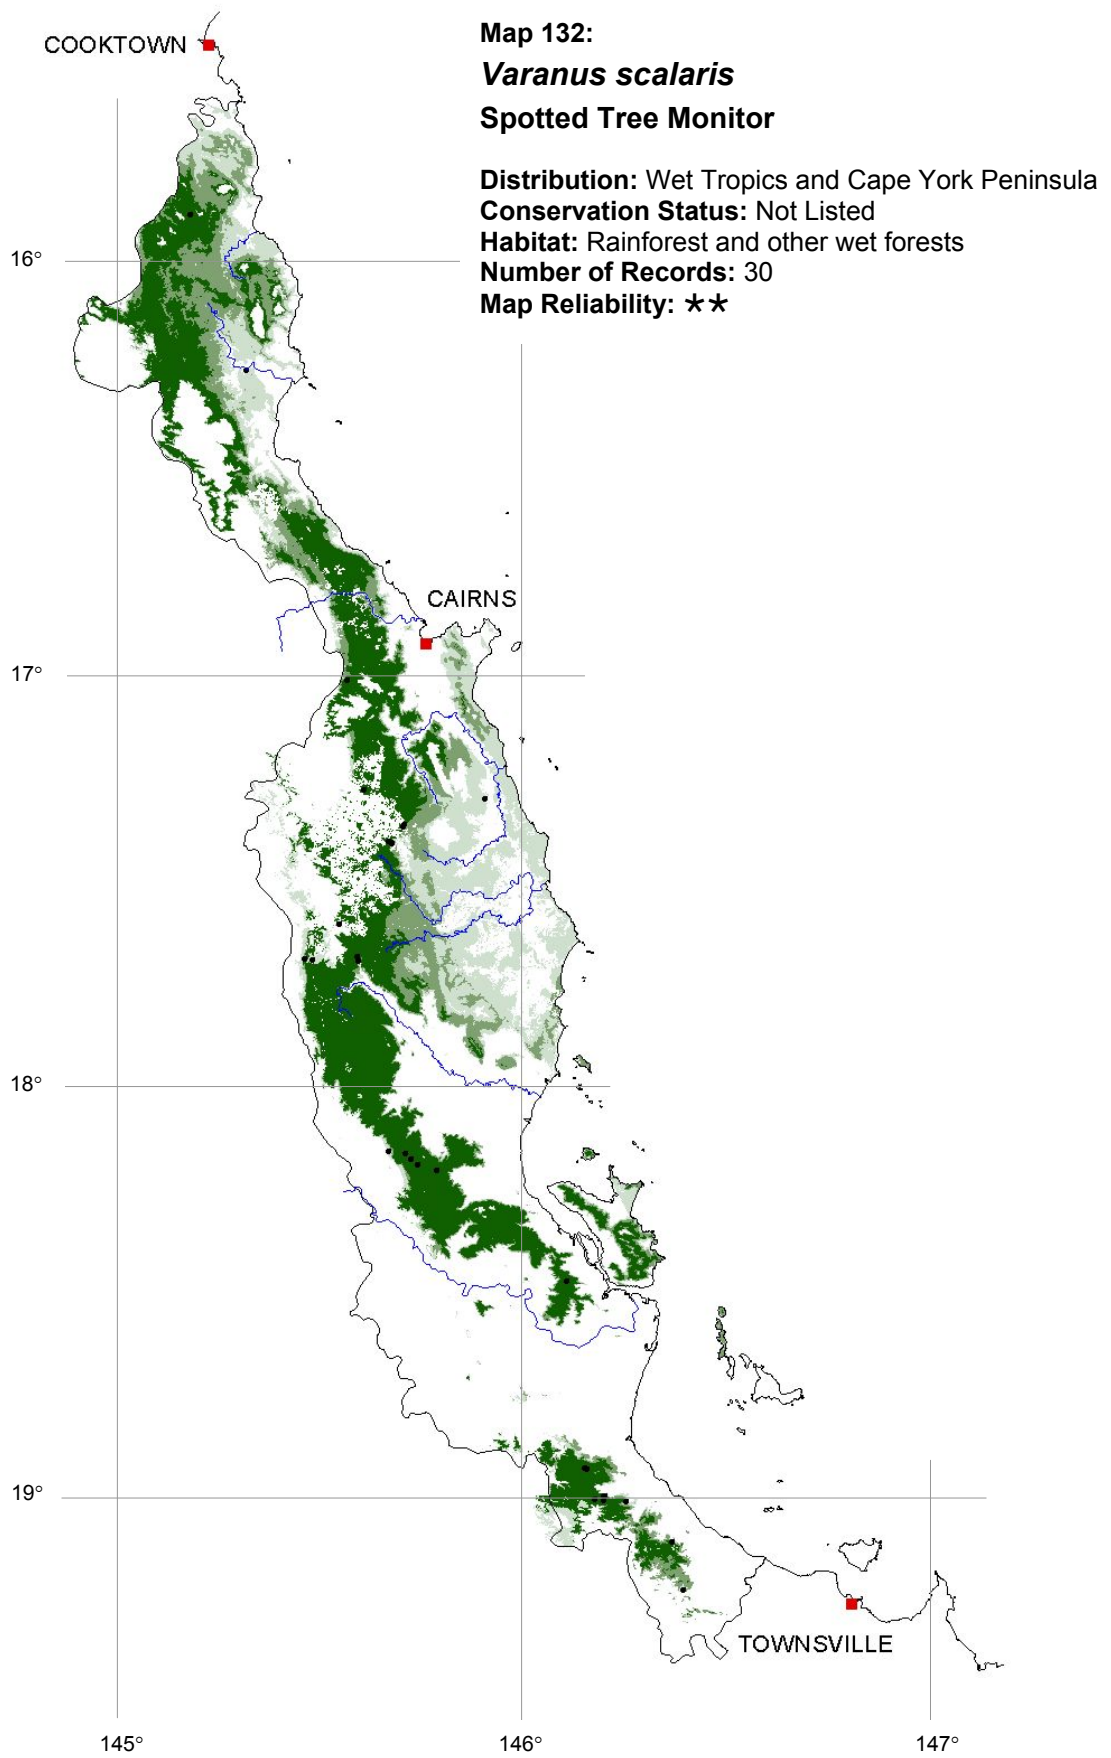 Map 132:
Varanus scalaris
Spotted Tree Monitor
Distribution: Wet Tropics and Cape York Peninsula
Conservation Status: Not Listed
Habitat: Rainforest and other wet forests
Number of Records: 30
Map Reliability: ★★
COOKTOWN
16°
CAIRNS
17°
18°
19°
TOWNSVILLE
145° 146° 147°